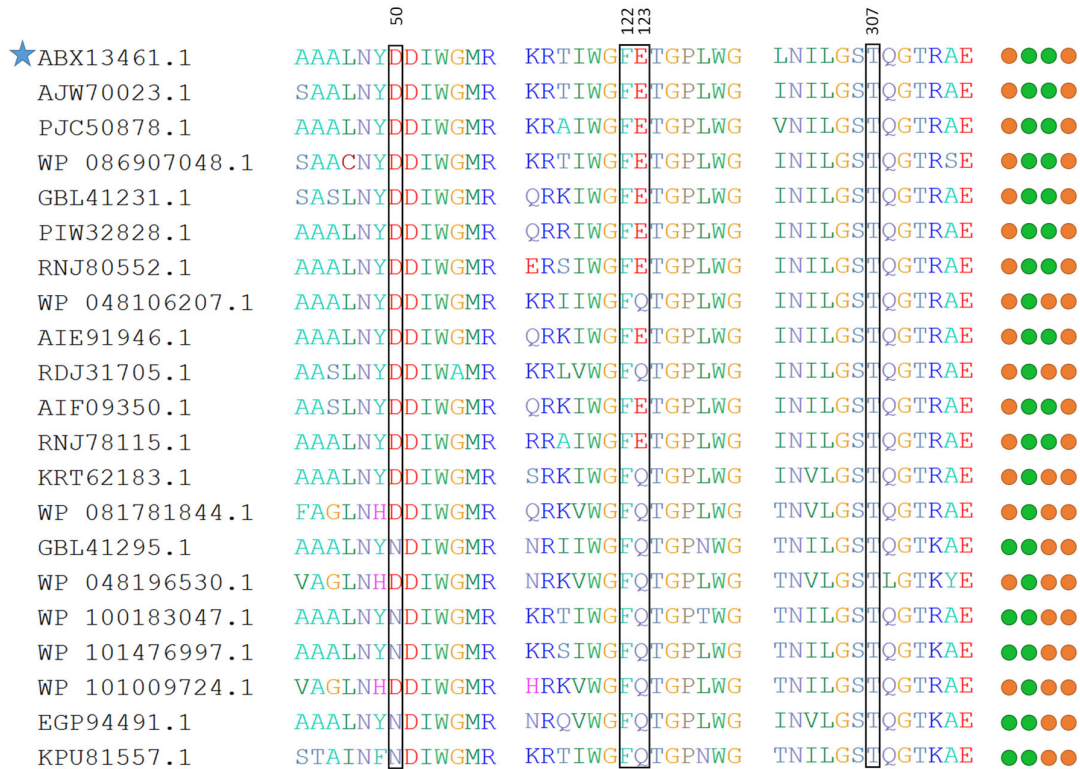 50 122 123 307
ABX13461.1 AAALNYDDIWGMR KRTIWGFETGPLWG LNILGSTQGTRAE
AJW70023.1 SAALNYDDIWGMR KRTIWGFETGPLWG INILGSTQGTRAE
PJC50878.1 AAALNYDDIWGMR KRAIWGFETGPLWG VNILGSTQGTRAE
WP 086907048.1 SAACNYDDIWGMR KRTIWGFETGPLWG INILGSTQGTRSE
GBL41231.1 SASLNYDDIWGMR QRKIWGFETGPLWG INILGSTQGTRAE
PIW32828.1 AAALNYDDIWGMR QRRIWGFETGPLWG INILGSTQGTRAE
RNJ80552.1 AAALNYDDIWGMR ERSIWGFETGPLWG INILGSTQGTRAE
WP 048106207.1 AAALNYDDIWGMR KRIIWGFQTGPLWG INILGSTQGTRAE
AIE91946.1 AAALNYDDIWGMR QRKIWGFETGPLWG INILGSTQGTRAE
RDJ31705.1 AASLNYDDIWAMR KRLVWGFQTGPLWG INILGSTQGTRAE
AIF09350.1 AASLNYDDIWGMR QRKIWGFETGPLWG INILGSTQGTRAE
RNJ78115.1 AAALNYDDIWGMR RRAIWGFETGPLWG INILGSTQGTRAE
KRT62183.1 AAALNYDDIWGMR SRKIWGFQTGPLWG INVLGSTQGTRAE
WP 081781844.1 FAGLNHDDIWGMR QRKVWGFQTGPLWG TNVLGSTQGTRAE
GBL41295.1 AAALNYNDIWGMR NRIIWGFQTGPNWG TNILGSTQGTKAE
WP 048196530.1 VAGLNHDDIWGMR NRKVWGFQTGPLWG TNVLGSTLGTKYE
WP 100183047.1 AAALNYNDIWGMR KRTIWGFQTGPTWG TNILGSTQGTRAE
WP 101476997.1 AAALNYNDIWGMR KRSIWGFQTGPLWG TNILGSTQGTKAE
WP 101009724.1 VAGLNHDDIWGMR HRKVWGFQTGPLWG TNILGSTQGTRAE
EGP94491.1 AAALNYNDIWGMR NRQVWGFQTGPLWG INVLGSTQGTKAE
KPU81557.1 STAINFNDIWGMR KRTIWGFQTGPNWG TNILGSTQGTRAE